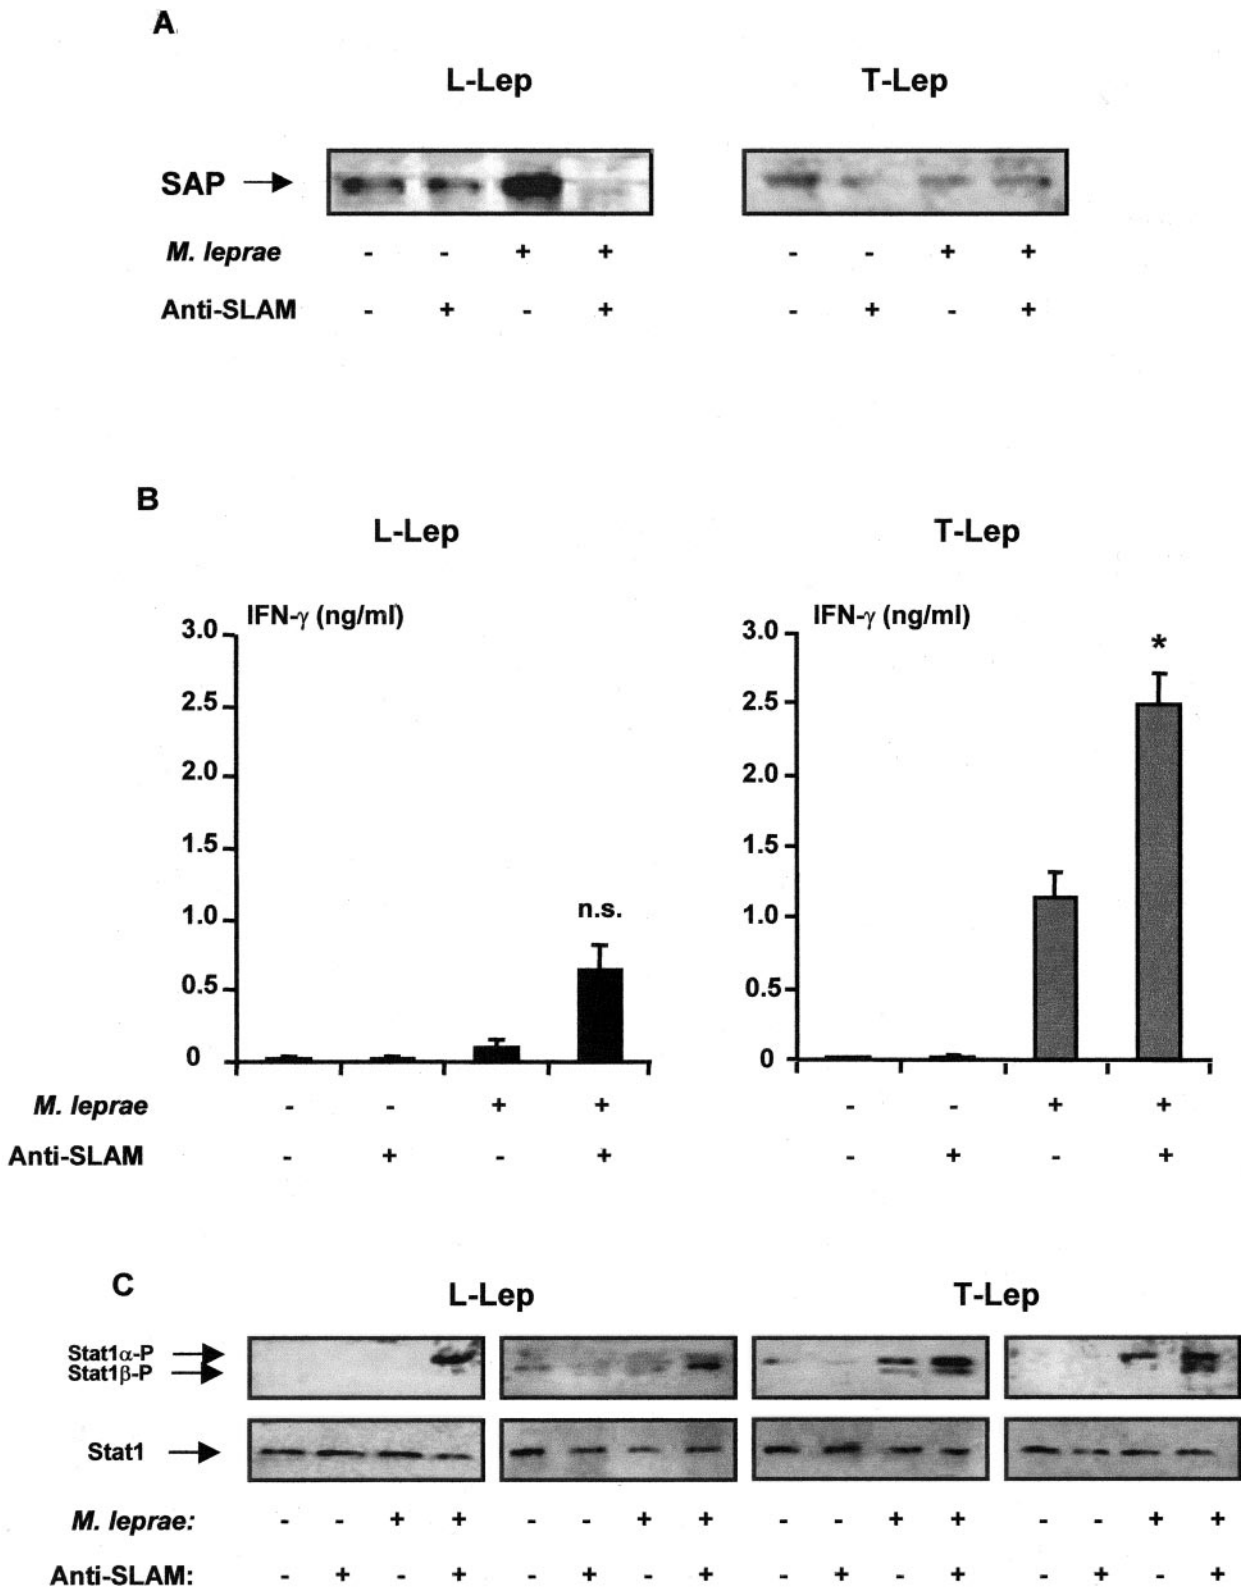 A
L-Lep T-Lep
SAP
M. leprae - - + + - - + +
Anti-SLAM - + - + - + - +
B
L-Lep T-Lep
IFN-γ (ng/ml) IFN-γ (ng/ml)
3.0 3.0
*
2.5 2.5
2.0 2.0
1.5 1.5
n.s.
1.0 1.0
0.5 0.5
0 0
M. leprae - - + + - - + +
Anti-SLAM - + - + - + - +
C
L-Lep T-Lep
Stat1α-P
Stat1β-P
Stat1
M. leprae: - - + + - - + + - - + + - - + +
Anti-SLAM: - + - + - + - + - + - + - + - +